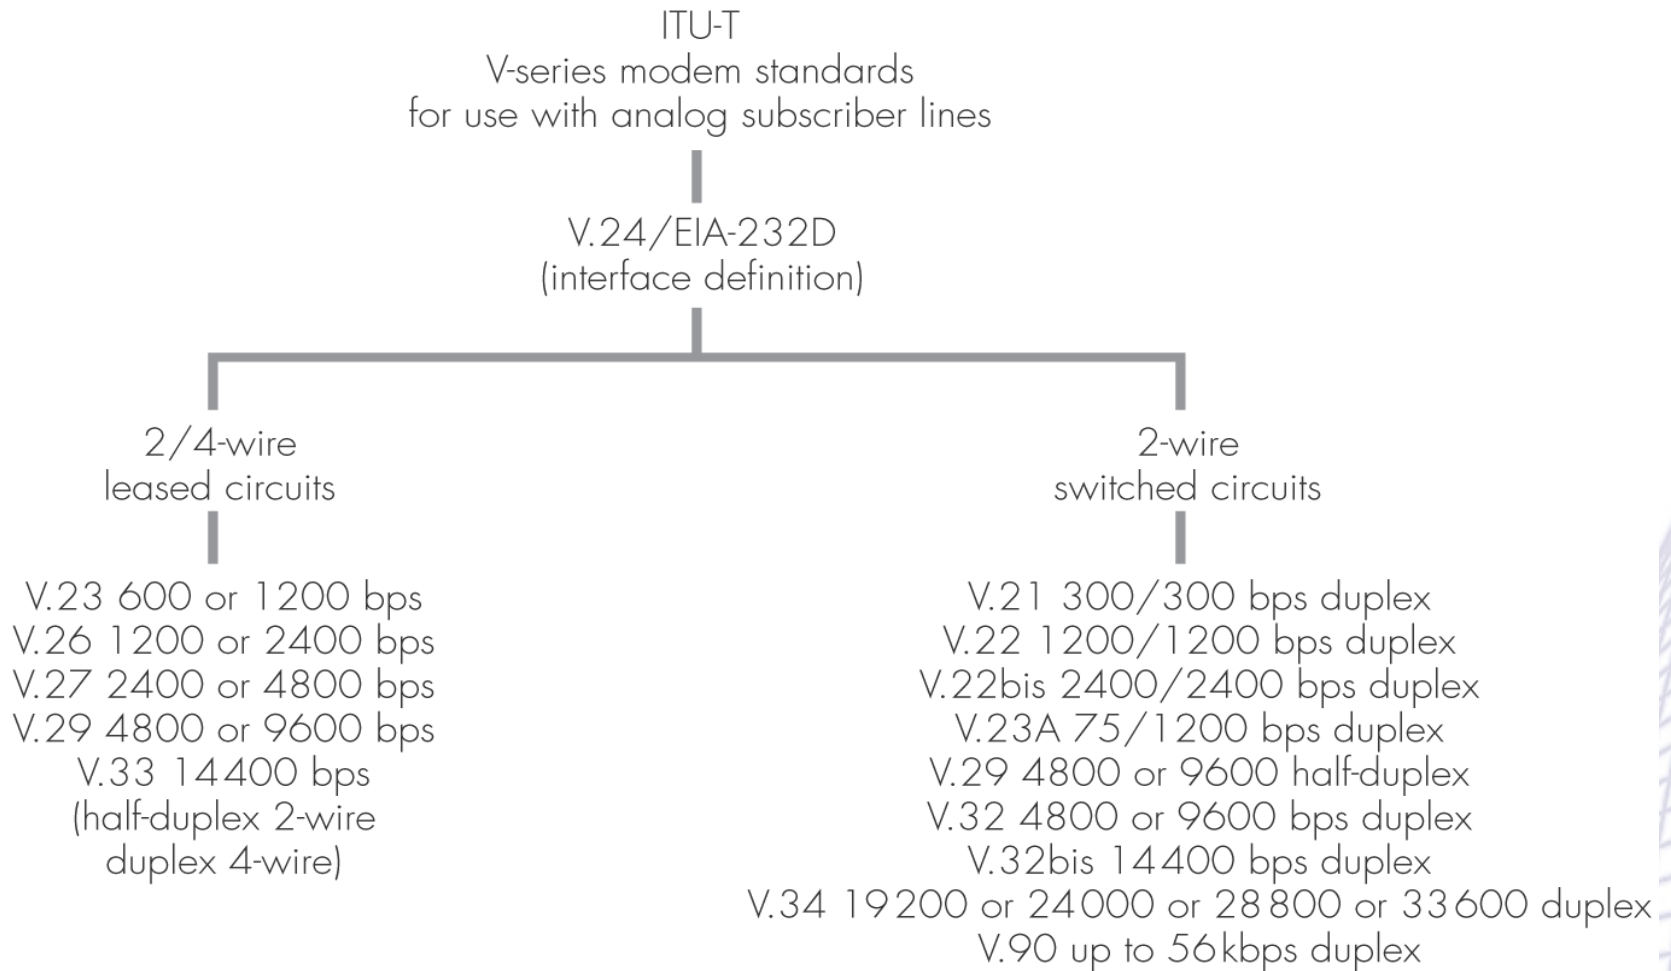 ITU-T
V-series modem standards
for use with analog subscriber lines
V.24/EIA-232D
(interface definition)
2/4-wire
leased circuits
V.23 600 or 1200 bps
V.26 1200 or 2400 bps
V.27 2400 or 4800 bps
V.29 4800 or 9600 bps
V.33 14400 bps
(half-duplex 2-wire
duplex 4-wire)
2-wire
switched circuits
V.21 300/300 bps duplex
V.22 1200/1200 bps duplex
V.22bis 2400/2400 bps duplex
V.23A 75/1200 bps duplex
V.29 4800 or 9600 half-duplex
V.32 4800 or 9600 bps duplex
V.32bis 14400 bps duplex
V.34 19200 or 24000 or 28800 or 33600 duplex
V.90 up to 56kbps duplex